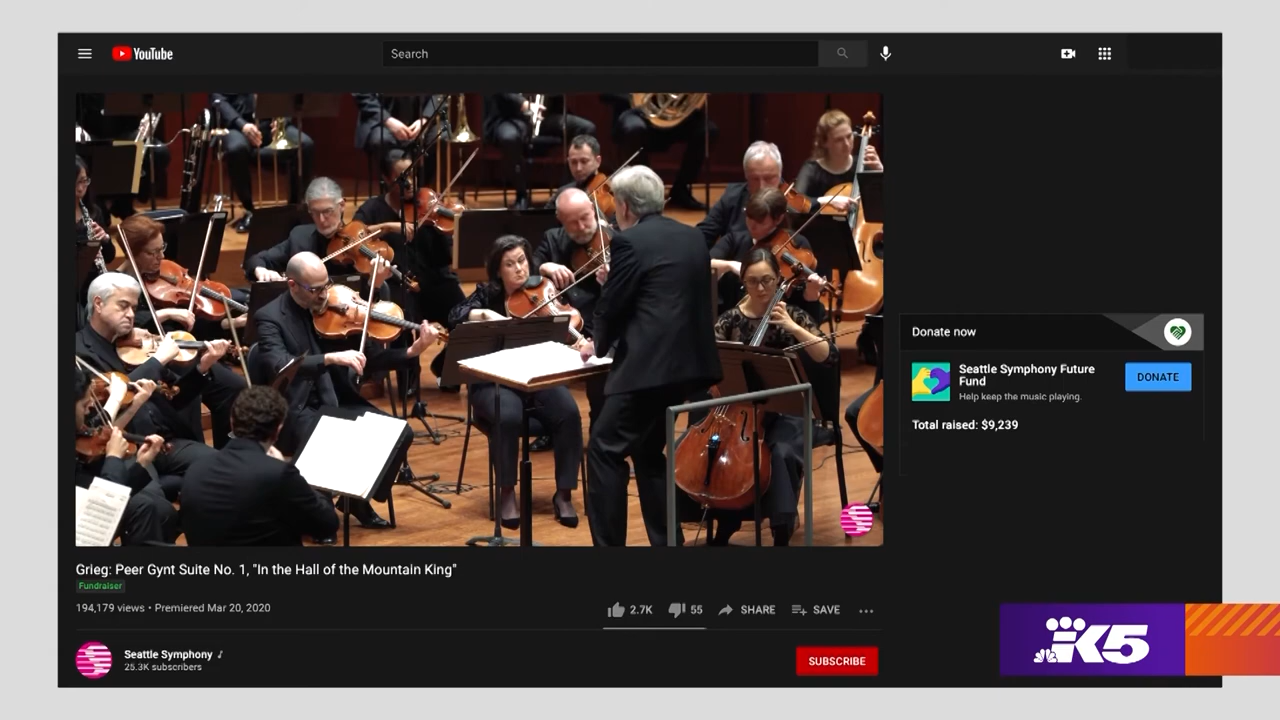 YouTube
Search
Donate now
Seattle Symphony Future
Fund
Help keep the music playing.
DONATE
Total raised: $9,239
Grieg: Peer Gynt Suite No. 1, "In the Hall of the Mountain King"
Fundraiser
194,179 views • Premiered Mar 20, 2020
2.7K
55
SHARE
SAVE
Seattle Symphony
25.3K subscribers
SUBSCRIBE
K5